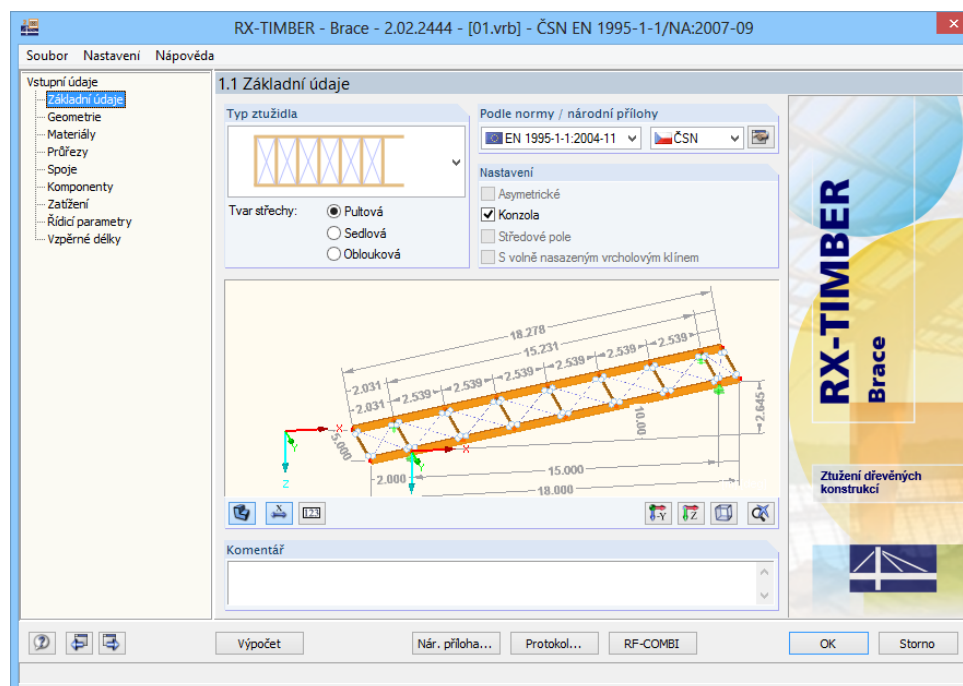 RX-TIMBER - Brace - 2.02.2444 - [01.vrb] - ČSN EN 1995-1-1/NA:2007-09
Soubor Nastavení Nápověda
Vstupní údaje
Základní údaje
Geometrie
Materiály
Průřezy
Spoje
Komponenty
Zatížení
Řídicí parametry
Vzpěrné délky
1.1 Základní údaje
Typ ztužidla
Tvar střechy:
Pultová
Sedlová
Oblouková
Podle normy / národní přílohy
EN 1995-1-1:2004-11
ČSN
Nastavení
Asymetrické
Konzola
Středové pole
S volně nasazeným vrcholovým klínem
18.278
15.231
2.031 2.539 2.539 2.539 2.539 2.539 2.539
2.031
5.000
10.00
2.645
X
Y
Z
X
Y
2.000
15.000
18.000
X
123
-Y
Z
Komentář
RX-TIMBER
Brace
Ztužení dřevěných
konstrukcí
Výpočet
Nár. příloha...
Protokol...
RF-COMBI
OK
Storno